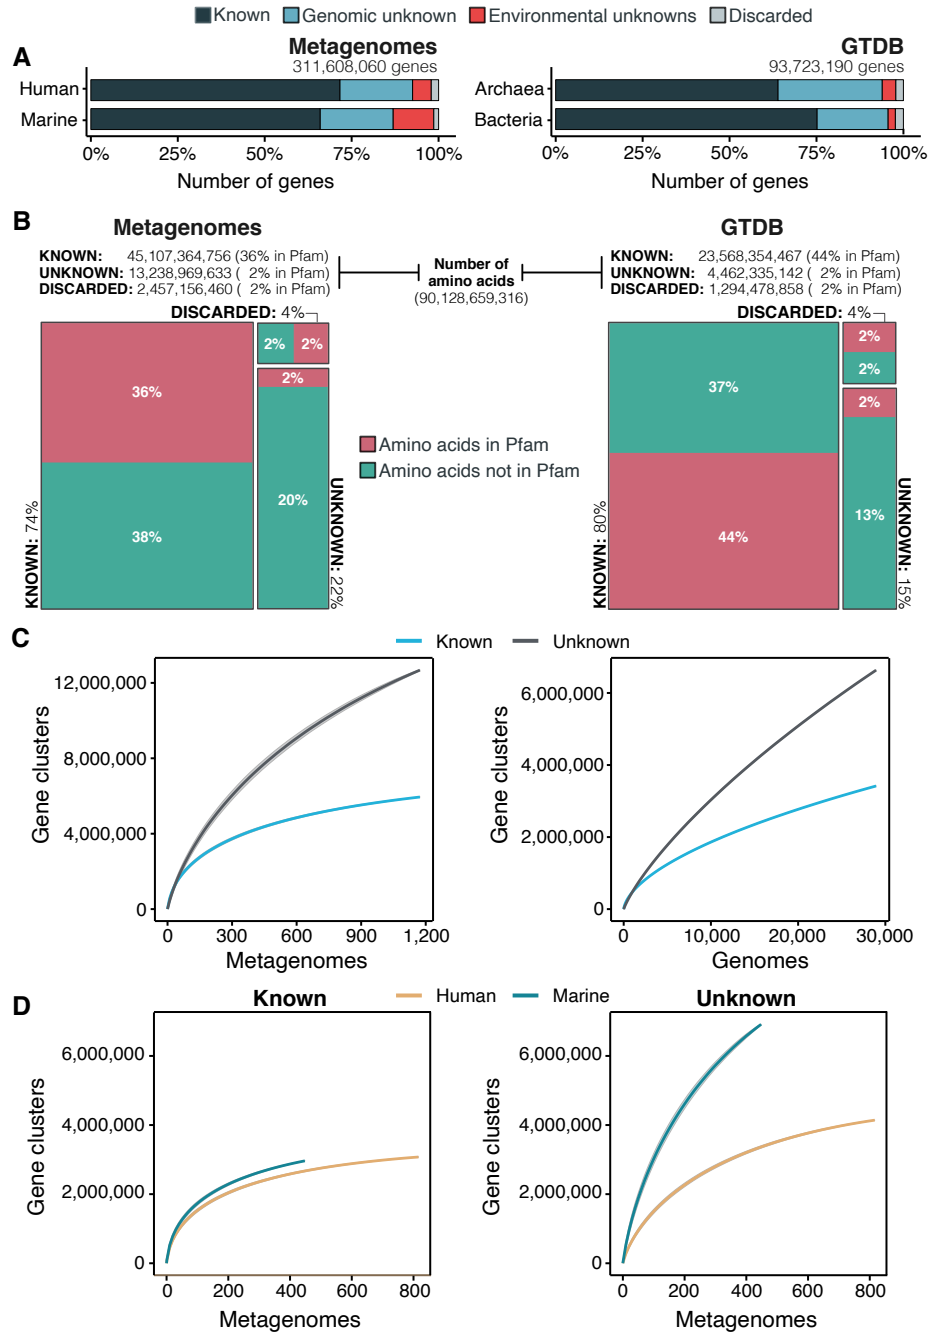 Known Genomic unknown Environmental unknowns Discarded
A
Metagenomes
311,608,060 genes
Human
Marine
0% 25% 50% 75% 100%
Number of genes
GTDB
93,723,190 genes
Archaea
Bacteria
0% 25% 50% 75% 100%
Number of genes
B
Metagenomes
KNOWN: 45,107,364,756 (36% in Pfam)
UNKNOWN: 13,238,969,633 ( 2% in Pfam)
DISCARDED: 2,457,156,460 ( 2% in Pfam)
Number of
amino acids
(90,128,659,316)
GTDB
KNOWN: 23,568,354,467 (44% in Pfam)
UNKNOWN: 4,462,335,142 ( 2% in Pfam)
DISCARDED: 1,294,478,858 ( 2% in Pfam)
DISCARDED: 4%
2% 2%
2%
36%
20%
38%
KNOWN: 74%
UNKNOWN: 22%
Amino acids in Pfam
Amino acids not in Pfam
DISCARDED: 4%
2%
2%
2%
37%
13%
44%
KNOWN: 80%
UNKNOWN: 15%
C
Known Unknown
Gene clusters
12,000,000
8,000,000
4,000,000
0
0 300 600 900 1,200
Metagenomes
Gene clusters
6,000,000
4,000,000
2,000,000
0
0 10,000 20,000 30,000
Genomes
D
Human Marine
Known
Gene clusters
6,000,000
4,000,000
2,000,000
0
0 200 400 600 800
Metagenomes
Unknown
Gene clusters
6,000,000
4,000,000
2,000,000
0
0 200 400 600 800
Metagenomes